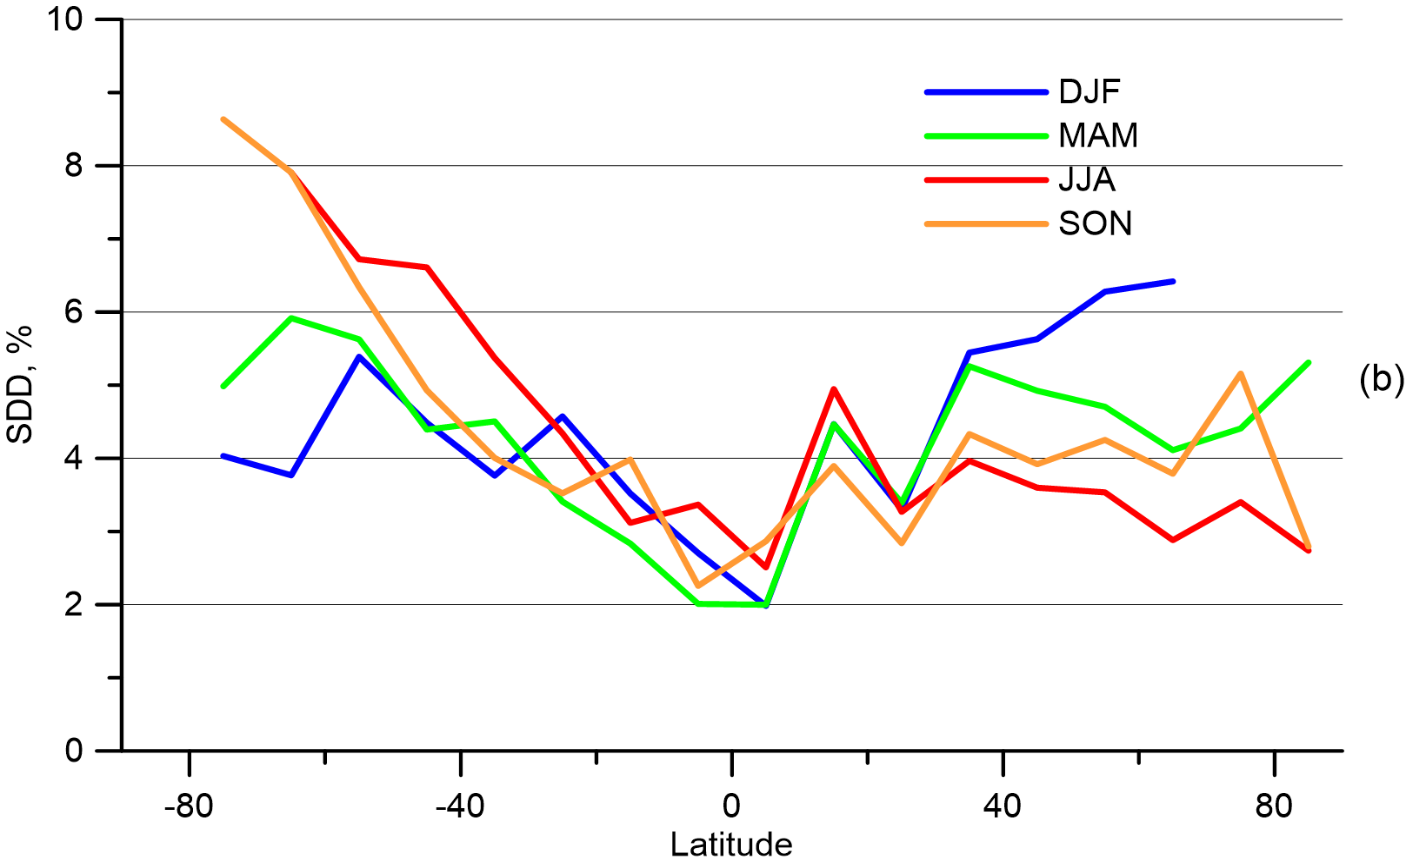 10
8
6
4
2
0
SDD, %
DJF
MAM
JJA
SON
(b)
-80 -40 0 40 80
Latitude